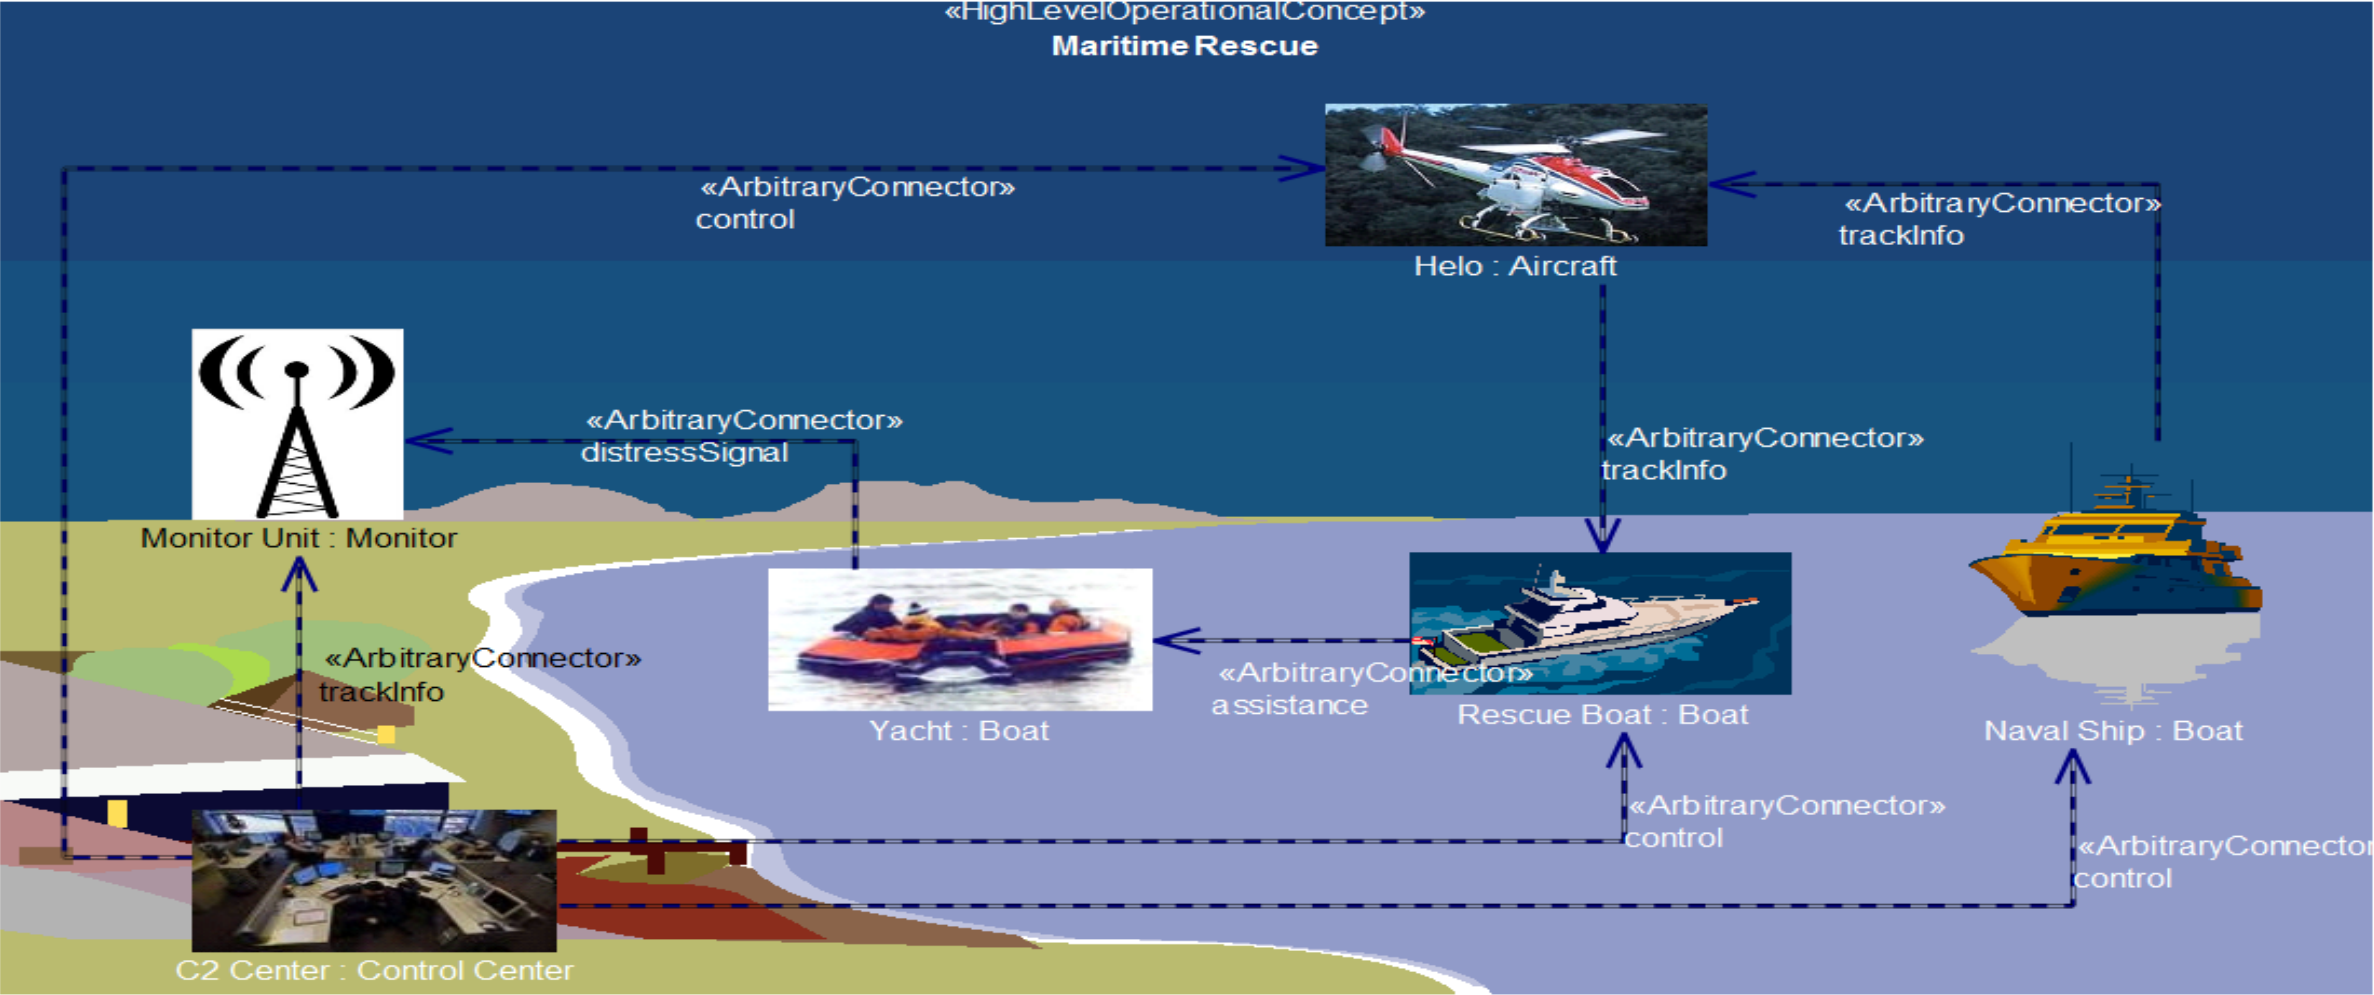 «HighLevelOperationalConcept»
Maritime Rescue
«ArbitraryConnector»
control
«ArbitraryConnector»
trackInfo
Helo : Aircraft
«ArbitraryConnector»
distressSignal
«ArbitraryConnector»
trackInfo
Monitor Unit : Monitor
«ArbitraryConnector»
trackInfo
«ArbitraryConnector»
assistance
Yacht : Boat
Rescue Boat : Boat
Naval Ship : Boat
«ArbitraryConnector»
control
«ArbitraryConnector
control
C2 Center : Control Center